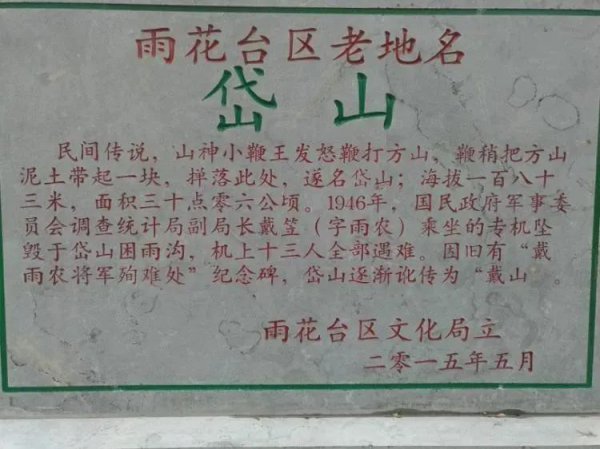 雨花台区老地名
岱山
民间传说，山神小鞭王发怒鞭打方山，鞭稍把方山
泥土带起一块，掸落此处，遂名岱山；海拔一百八十
三米，面积三十点零六公顷。1946年，国民政府军事委
员会调查统计局副局长戴笠（字雨农）乘坐的专机坠
毁于岱山困雨沟，机上十三人全部遇难。因旧有“戴
雨农将军殉难处”纪念碑，岱山逐渐讹传为“戴山 。
雨花台区文化局立
二零一五年五月